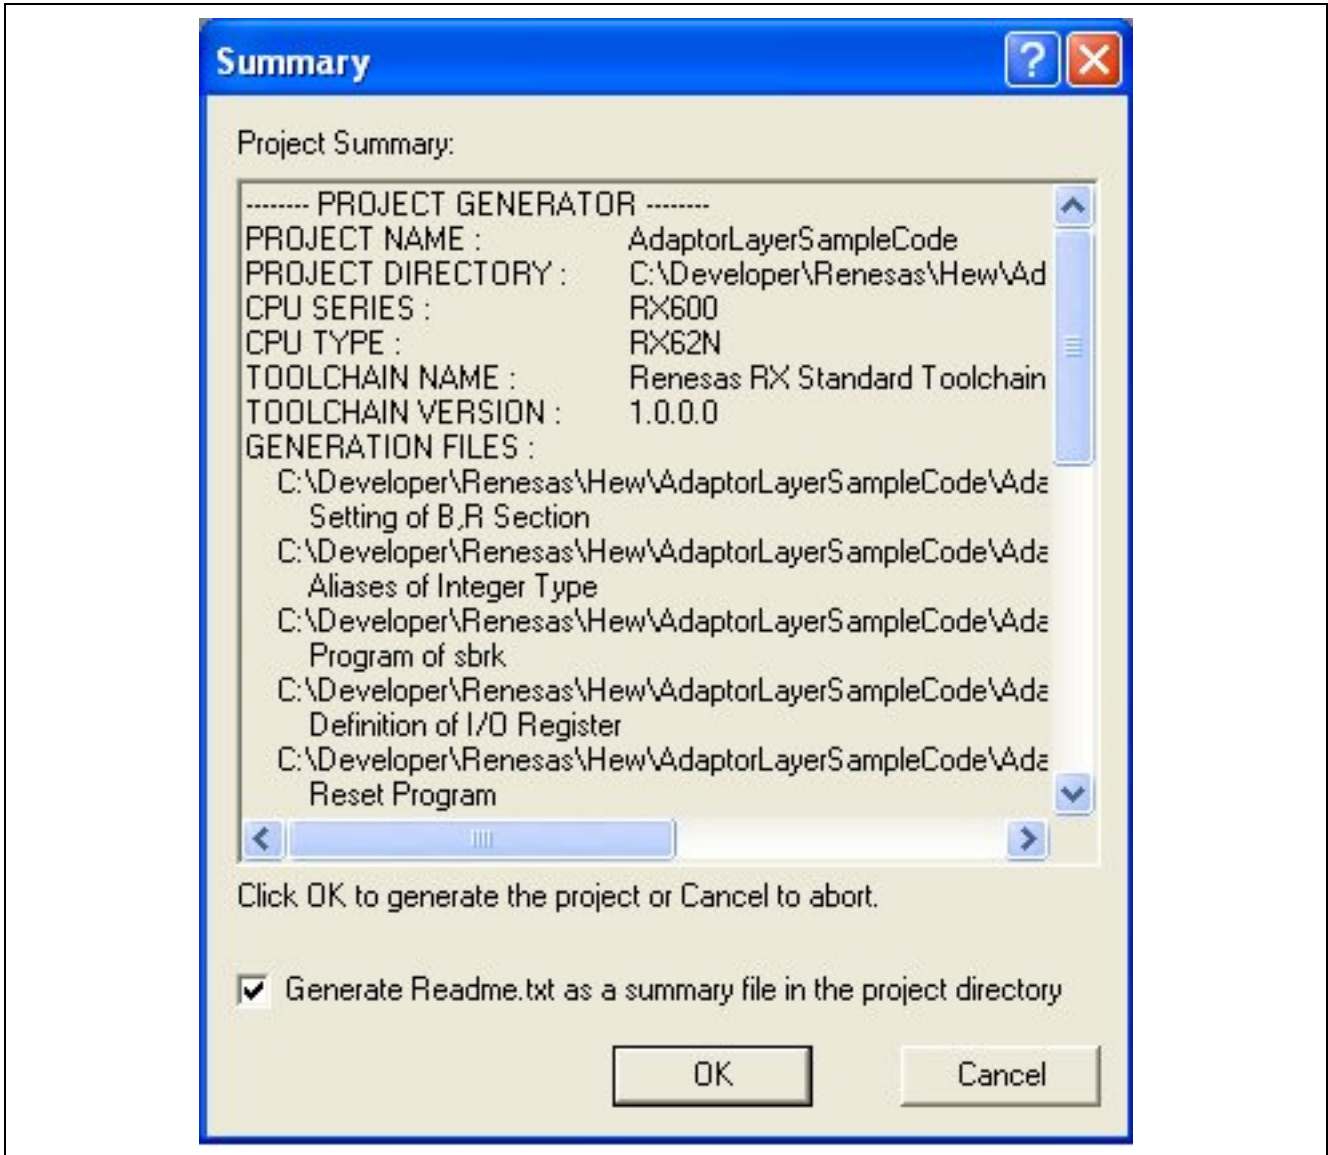 Summary
Project Summary:
-------- PROJECT GENERATOR --------
PROJECT NAME : AdaptorLayerSampleCode
PROJECT DIRECTORY : C:\Developer\Renesas\Hew\Ad
CPU SERIES : RX600
CPU TYPE : RX62N
TOOLCHAIN NAME : Renesas RX Standard Toolchain
TOOLCHAIN VERSION : 1.0.0.0
GENERATION FILES :
C:\Developer\Renesas\Hew\AdaptorLayerSampleCode\Ada
Setting of B,R Section
C:\Developer\Renesas\Hew\AdaptorLayerSampleCode\Ada
Aliases of Integer Type
C:\Developer\Renesas\Hew\AdaptorLayerSampleCode\Ada
Program of sbrk
C:\Developer\Renesas\Hew\AdaptorLayerSampleCode\Ada
Definition of I/O Register
C:\Developer\Renesas\Hew\AdaptorLayerSampleCode\Ada
Reset Program
Click OK to generate the project or Cancel to abort.
Generate Readme.txt as a summary file in the project directory
OK Cancel